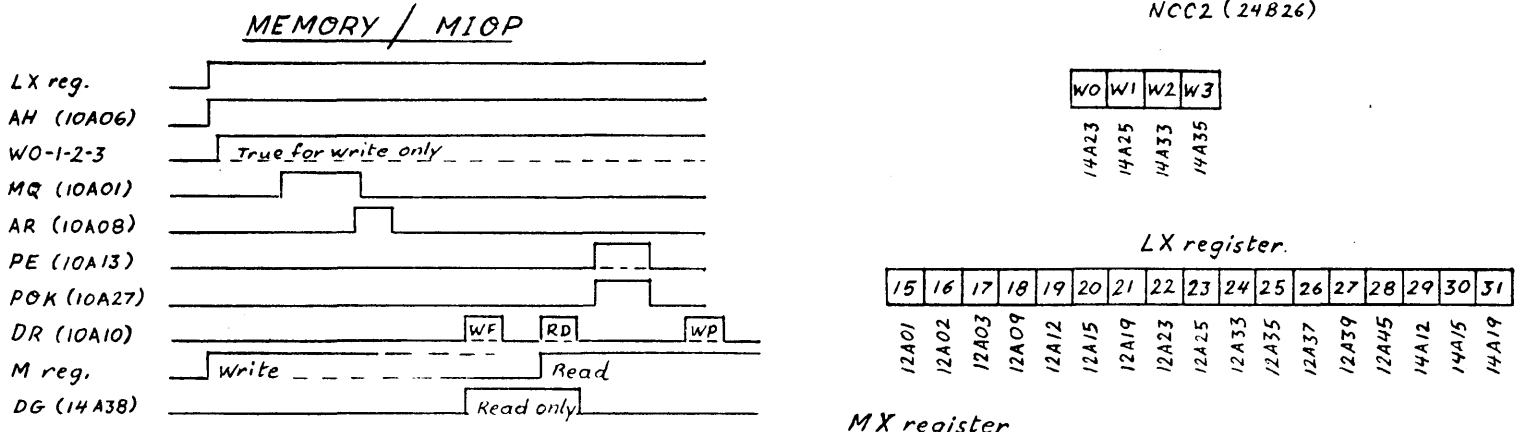 MEMORY / MIOP
LX reg.
AH (10A06)
W0-1-2-3 True for write only
MQ (10A01)
AR (10A08)
PE (10A13)
POK (10A27)
DR (10A10) WF RD WP
M reg. Write Read
DG (14A38) Read only
NCC2 (24B26)
W0 W1 W2 W3
14A23 14A25 14A33 14A35
LX register.
15 16 17 18 19 20 21 22 23 24 25 26 27 28 29 30 31
12A01 12A02 12A03 12A09 12A12 12A15 12A19 12A23 12A25 12A33 12A35 12A37 12A39 12A45 14A12 14A15 14A19
MX register